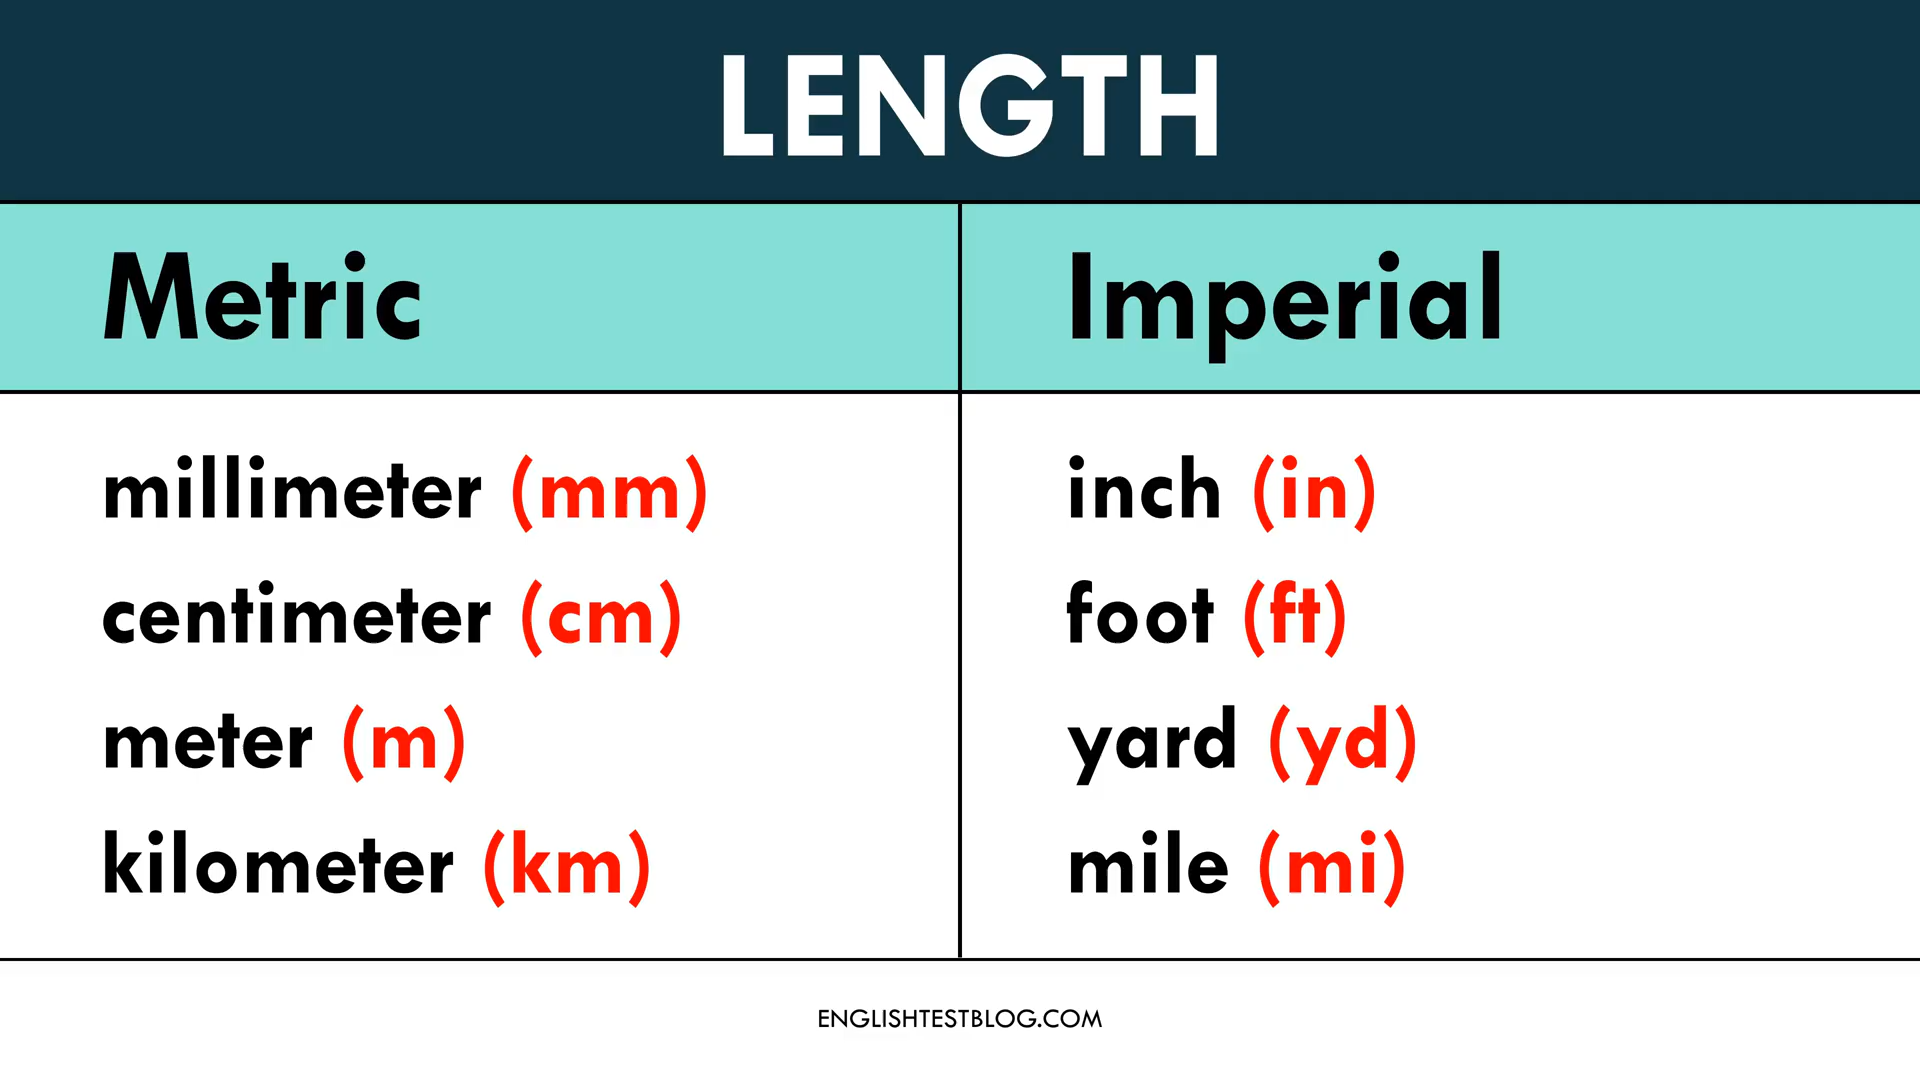 LENGTH
Metric
Imperial
millimeter (mm)
centimeter (cm)
meter (m)
kilometer (km)
inch (in)
foot (ft)
yard (yd)
mile (mi)
ENGLISHTESTBLOG.COM